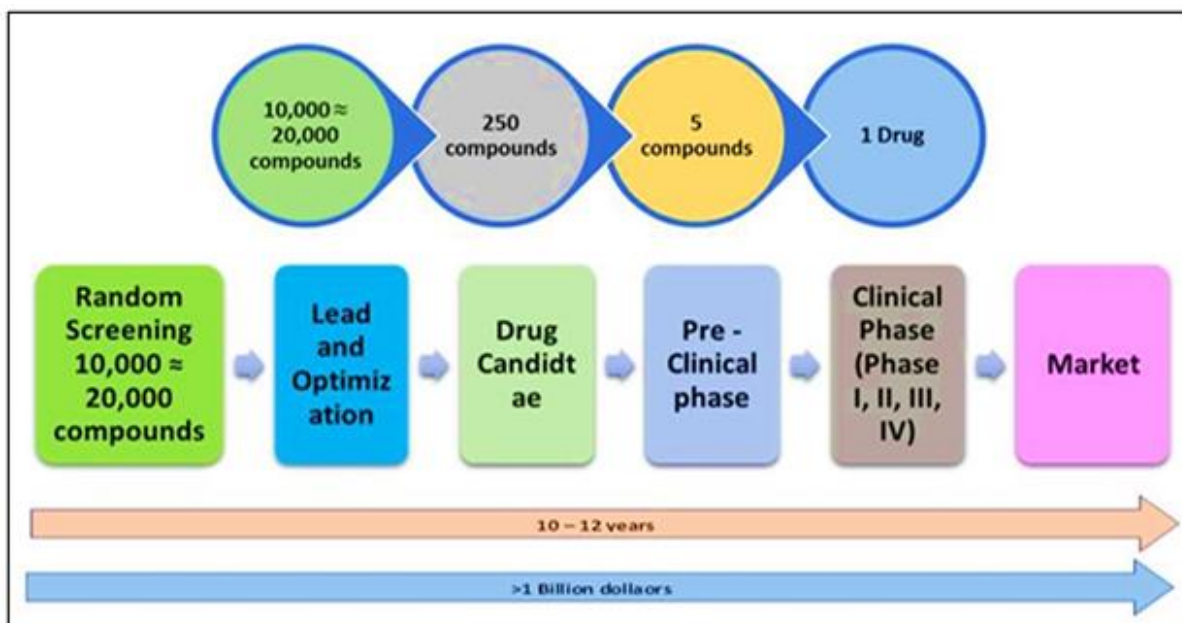 10,000 ≈
20,000
compounds
250
compounds
5
compounds
1 Drug
Random
Screening
10,000 ≈
20,000
compounds
Lead
and
Optimiz
ation
Drug
Candidt
ae
Pre -
Clinical
phase
Clinical
Phase
(Phase
I, II, III,
IV)
Market
10 – 12 years
>1 Billion dollaors